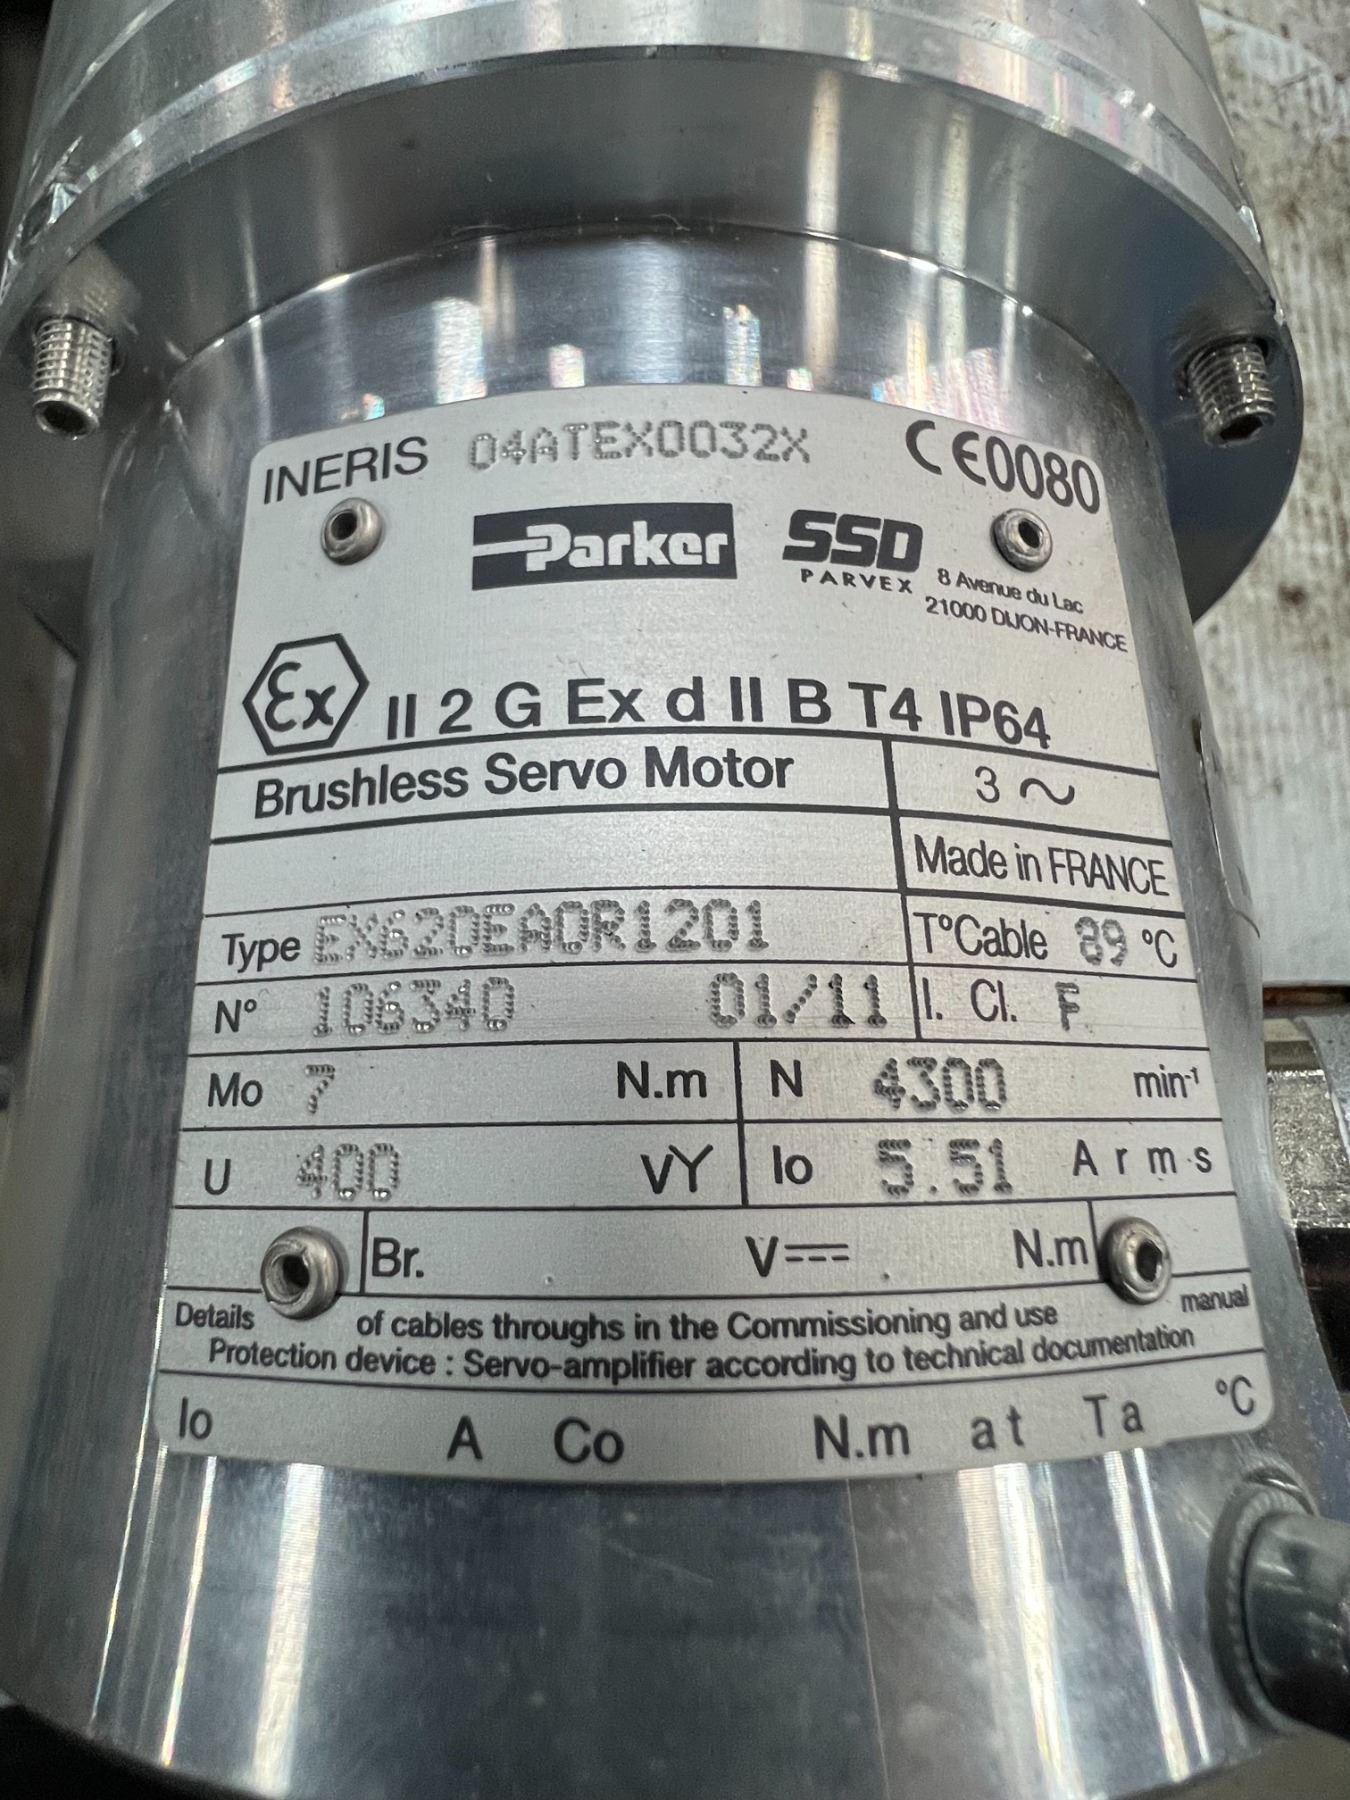 INERIS 04ATEX0032X CE0080
Parker SSD
PARVEX
8 Avenue du Lac
21000 DIJON-FRANCE
Ex II 2 G Ex d II B T4 IP64
Brushless Servo Motor 3 ~
Made in FRANCE
Type EX620EAOR1201 T°Cable 89 °C
N° 106340 01/11 I. Cl. F
Mo 7 N.m N 4300 min-1
U 400 VY Io 5.51 Arms
Br. V⎓ N.m
Details of cables throughs in the Commissioning and use manual
Protection device : Servo-amplifier according to technical documentation
Io A Co N.m at Ta °C